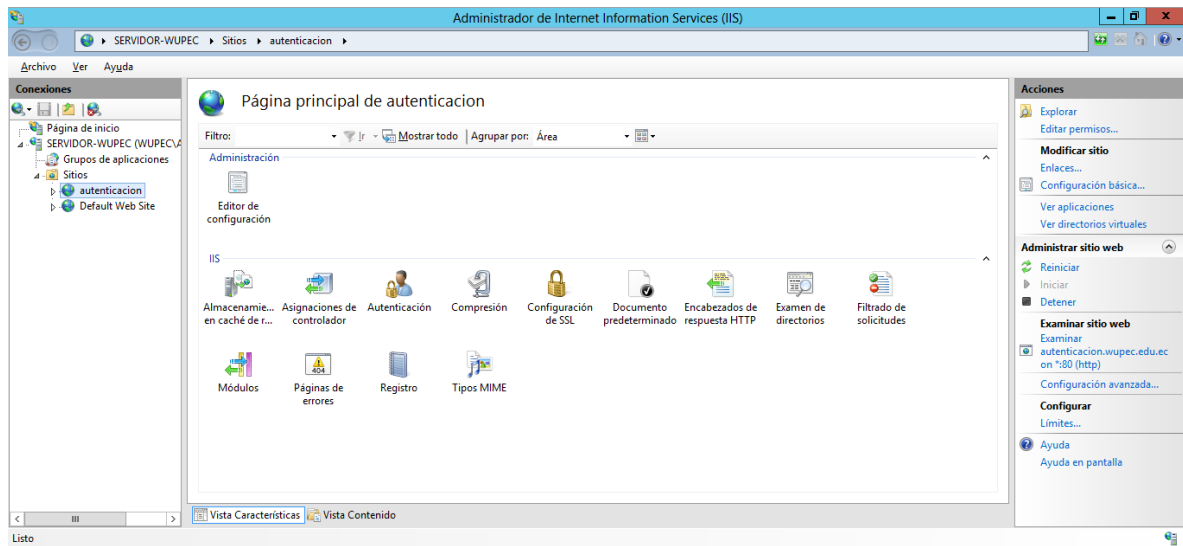 Administrador de Internet Information Services (IIS)
SERVIDOR-WUPEC
Sitios
autenticacion
Archivo Ver Ayuda
Conexiones
Página de inicio
SERVIDOR-WUPEC (WUPEC\A
Grupos de aplicaciones
Sitios
autenticacion
Default Web Site
Página principal de autenticacion
Filtro: Ir Mostrar todo Agrupar por: Área
Administración
Editor de
configuración
IIS
Almacenamie...
en caché de r...
Asignaciones de
controlador
Autenticación
Compresión
Configuración
de SSL
Documento
predeterminado
Encabezados de
respuesta HTTP
Examen de
directorios
Filtrado de
solicitudes
Módulos
Páginas de
errores
404
Registro
Tipos MIME
Vista Características Vista Contenido
Acciones
Explorar
Editar permisos...
Modificar sitio
Enlaces...
Configuración básica...
Ver aplicaciones
Ver directorios virtuales
Administrar sitio web
Reiniciar
Iniciar
Detener
Examinar sitio web
Examinar
autenticacion.wupec.edu.ec
on *:80 (http)
Configuración avanzada...
Configurar
Límites...
Ayuda
Ayuda en pantalla
Listo